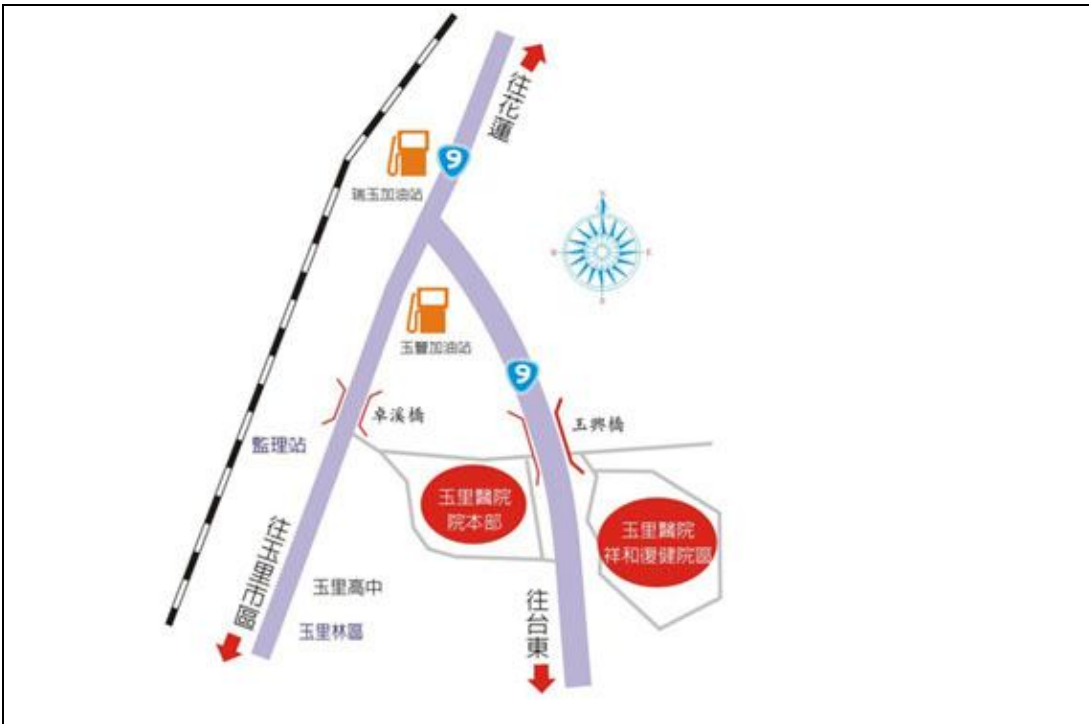 往花蓮
9
瑞玉加油站
玉豐加油站
9
卓溪橋
玉興橋
監理站
玉里醫院
院本部
玉里醫院
祥和復健院區
往玉里市區
玉里高中
往台東
玉里林區